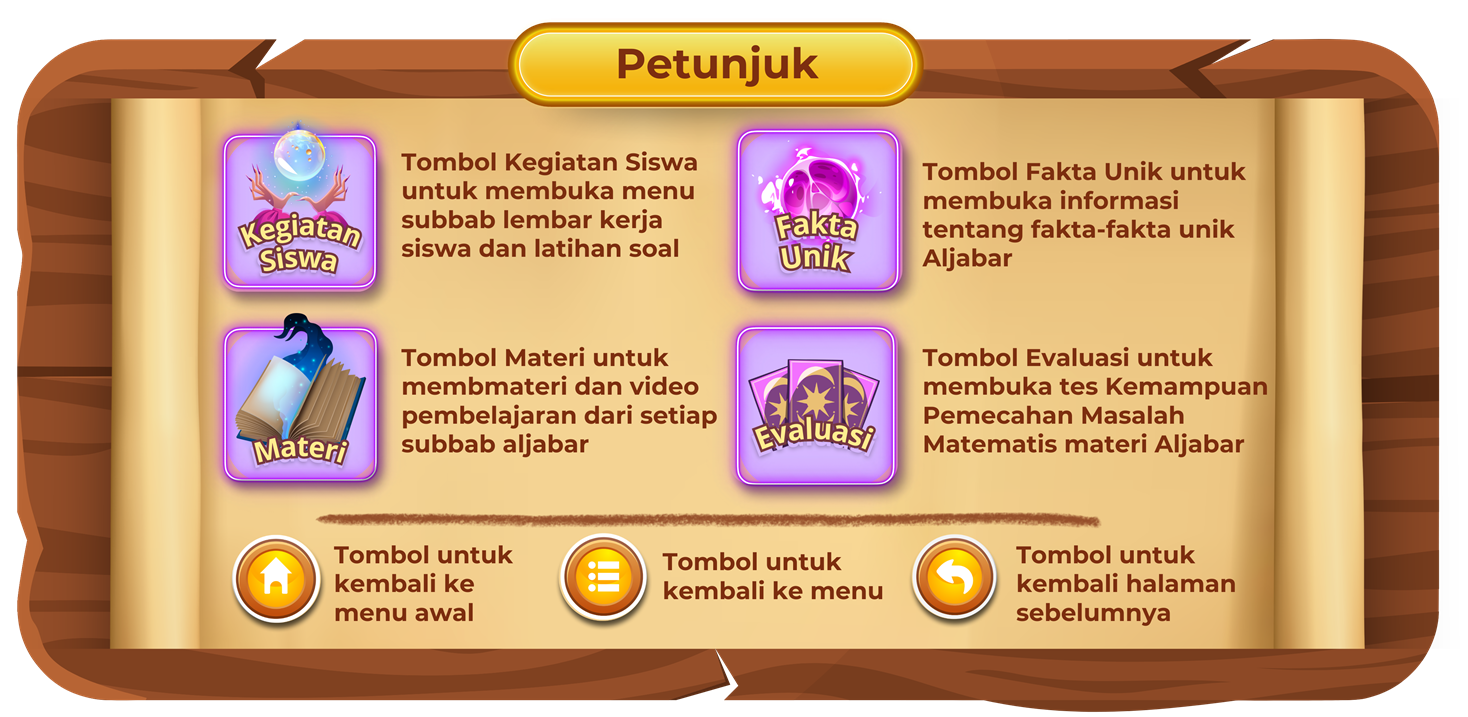 Petunjuk
Kegiatan
Siswa
Tombol Kegiatan Siswa
untuk membuka menu
subbab lembar kerja
siswa dan latihan soal
Fakta
Unik
Tombol Fakta Unik untuk
membuka informasi
tentang fakta-fakta unik
Aljabar
Materi
Tombol Materi untuk
membmateri dan video
pembelajaran dari setiap
subbab aljabar
Evaluasi
Tombol Evaluasi untuk
membuka tes Kemampuan
Pemecahan Masalah
Matematis materi Aljabar
Tombol untuk
kembali ke
menu awal
Tombol untuk
kembali ke menu
Tombol untuk
kembali halaman
sebelumnya